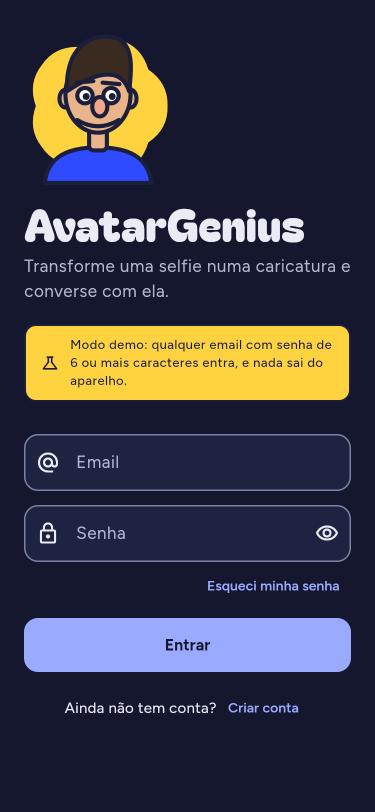 AvatarGenius
Transforme uma selfie numa caricatura e
converse com ela.
Modo demo: qualquer email com senha de
6 ou mais caracteres entra, e nada sai do
aparelho.
Email
Senha
Esqueci minha senha
Entrar
Ainda não tem conta? Criar conta